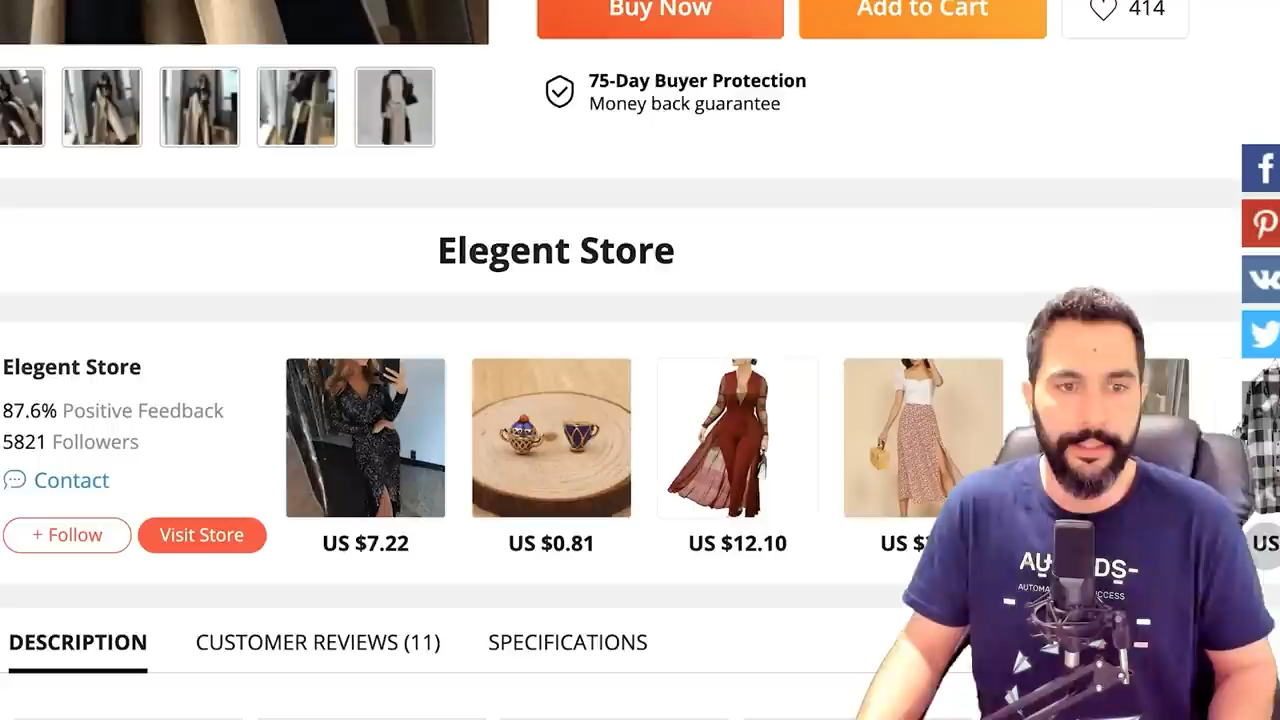 Buy Now
Add to Cart
414
75-Day Buyer Protection
Money back guarantee
Elegent Store
Elegent Store
87.6% Positive Feedback
5821 Followers
Contact
+ Follow
Visit Store
US $7.22
US $0.81
US $12.10
US $
US
DESCRIPTION
CUSTOMER REVIEWS (11)
SPECIFICATIONS